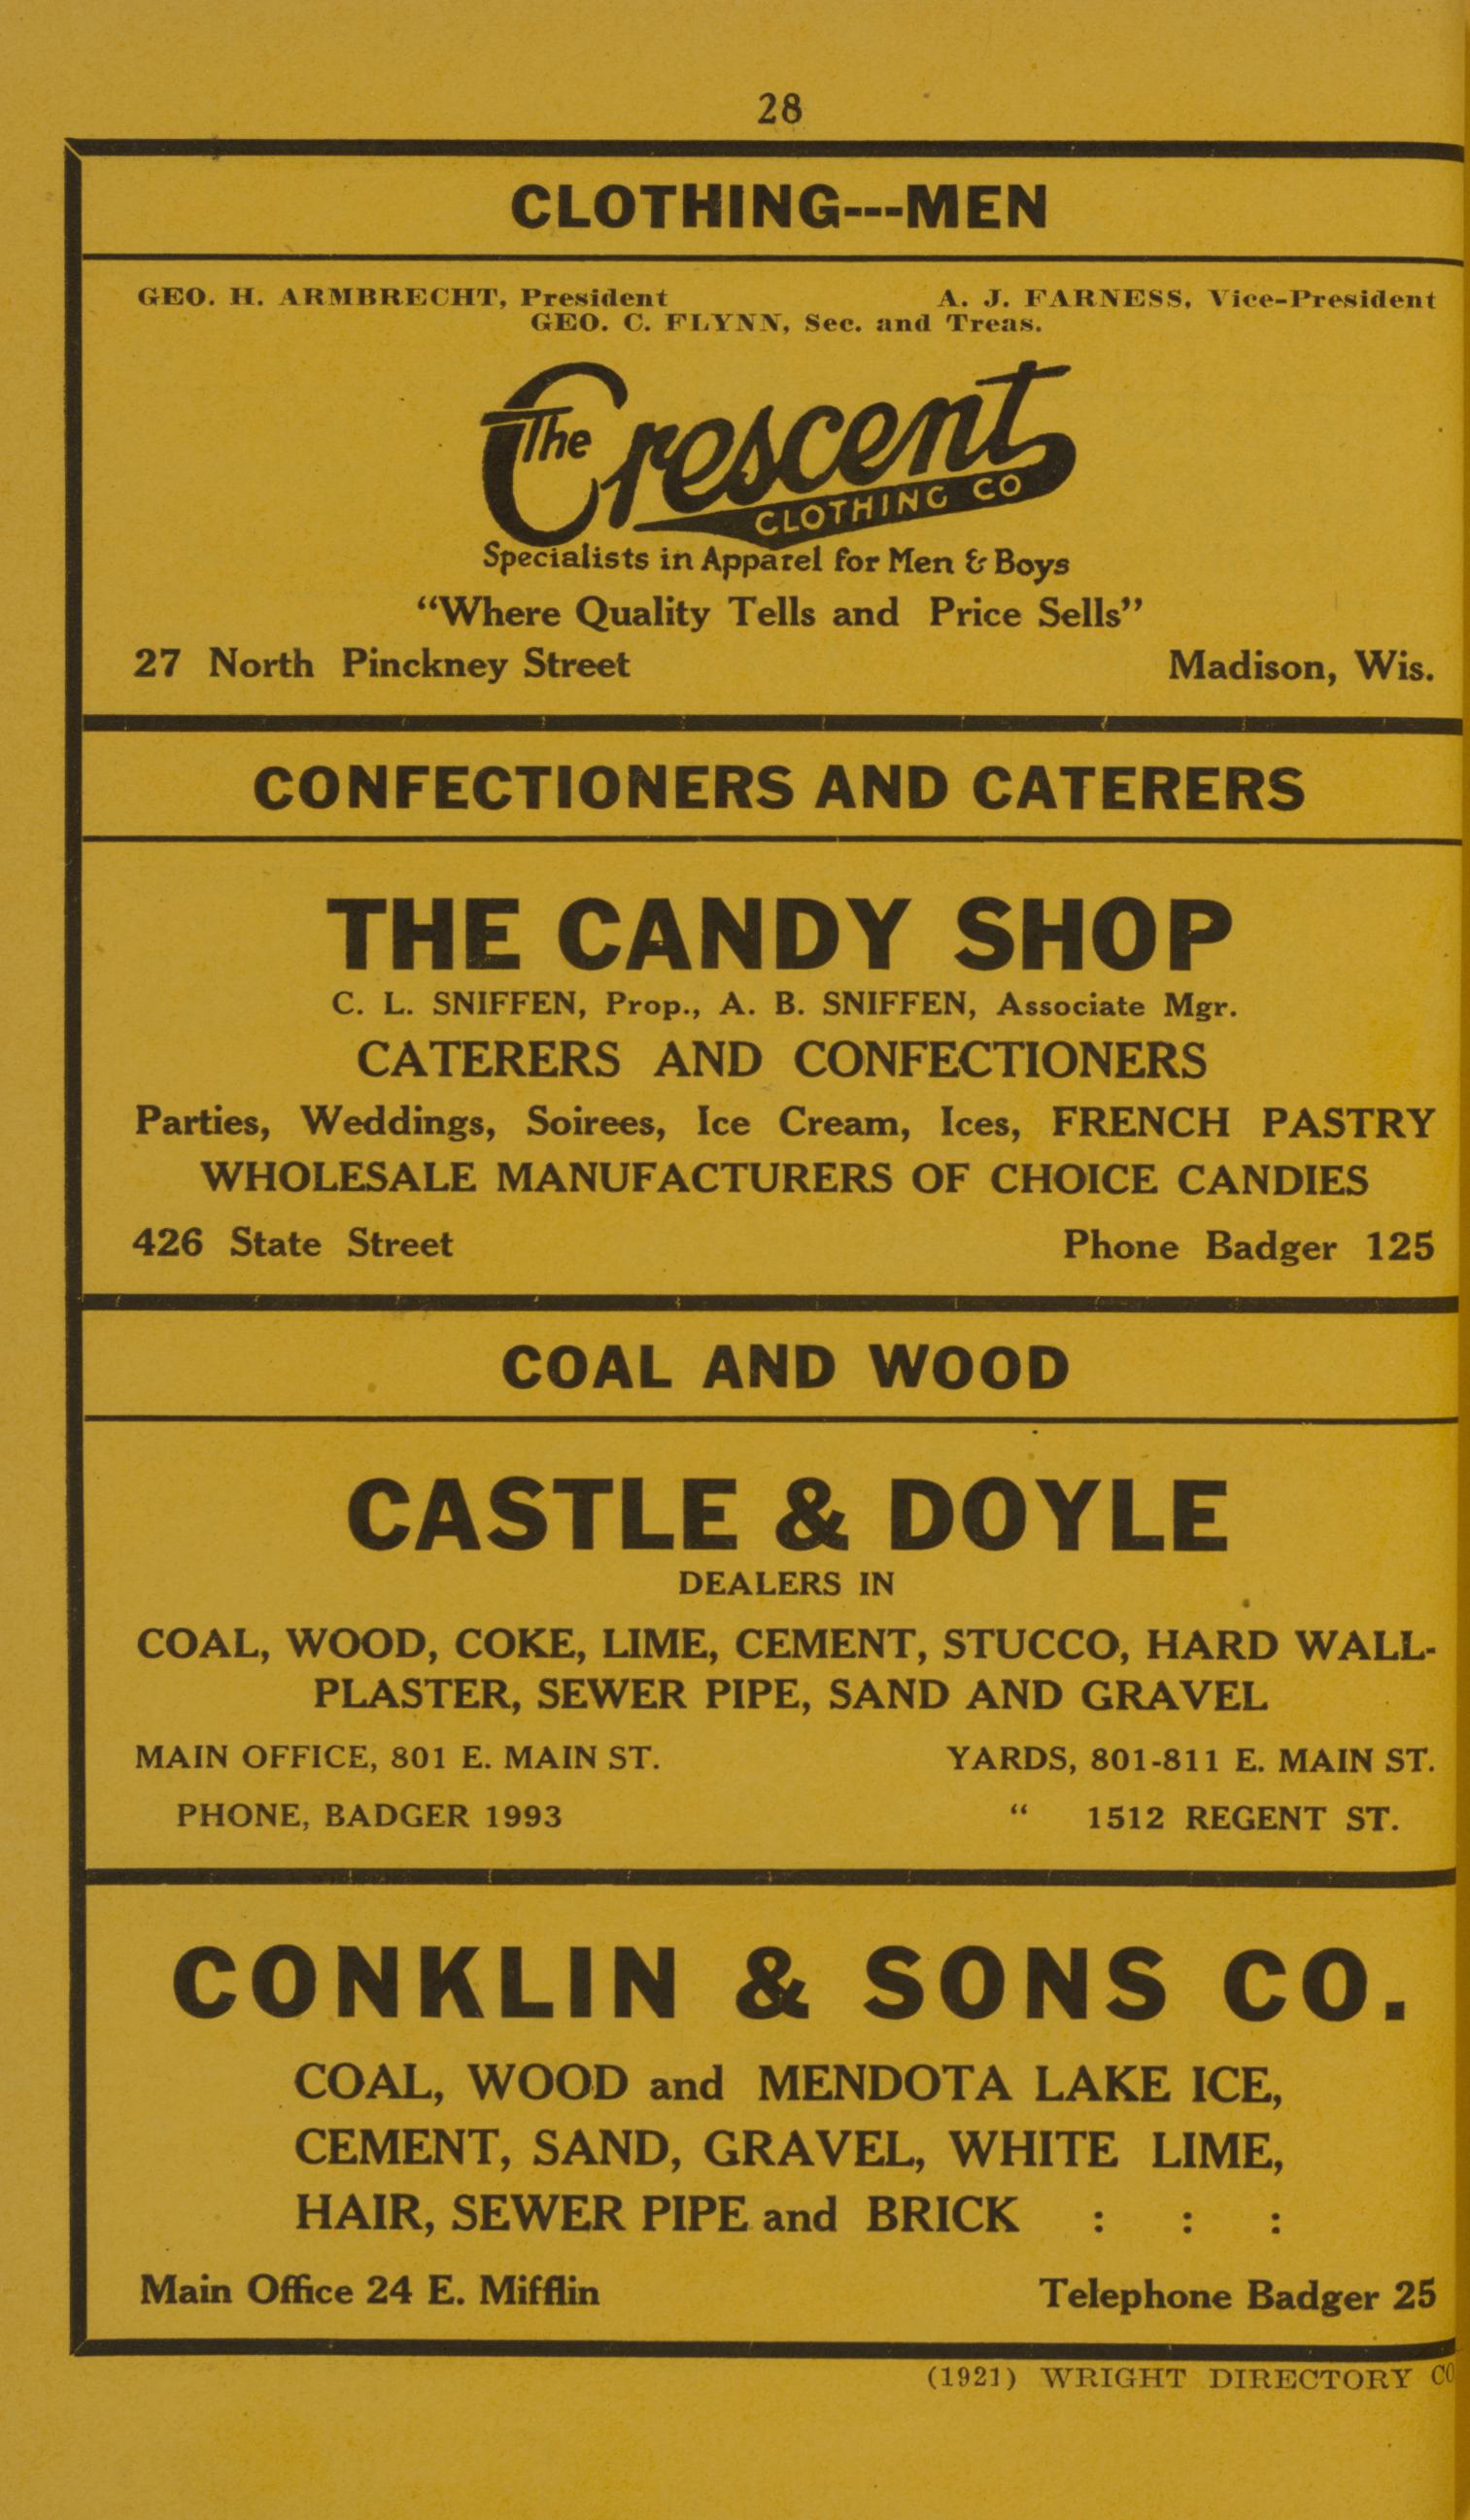 28
CLOTHING---MEN
GEO. H. ARMBRECHT, President A. J. FARNESS, Vice-President
GEO. C. FLYNN, Sec. and Treas.
The Crescent
CLOTHING CO
Specialists in Apparel for Men & Boys
“Where Quality Tells and Price Sells”
27 North Pinckney Street Madison, Wis.
CONFECTIONERS AND CATERERS
THE CANDY SHOP
C. L. SNIFFEN, Prop., A. B. SNIFFEN, Associate Mgr.
CATERERS AND CONFECTIONERS
Parties, Weddings, Soirees, Ice Cream, Ices, FRENCH PASTRY
WHOLESALE MANUFACTURERS OF CHOICE CANDIES
426 State Street Phone Badger 125
COAL AND WOOD
CASTLE & DOYLE
DEALERS IN
COAL, WOOD, COKE, LIME, CEMENT, STUCCO, HARD WALL-
PLASTER, SEWER PIPE, SAND AND GRAVEL
MAIN OFFICE, 801 E. MAIN ST. YARDS, 801-811 E. MAIN ST.
PHONE, BADGER 1993 “ 1512 REGENT ST.
CONKLIN & SONS CO.
COAL, WOOD and MENDOTA LAKE ICE,
CEMENT, SAND, GRAVEL, WHITE LIME,
HAIR, SEWER PIPE and BRICK : : :
Main Office 24 E. Mifflin Telephone Badger 25
(1921) WRIGHT DIRECTORY CO